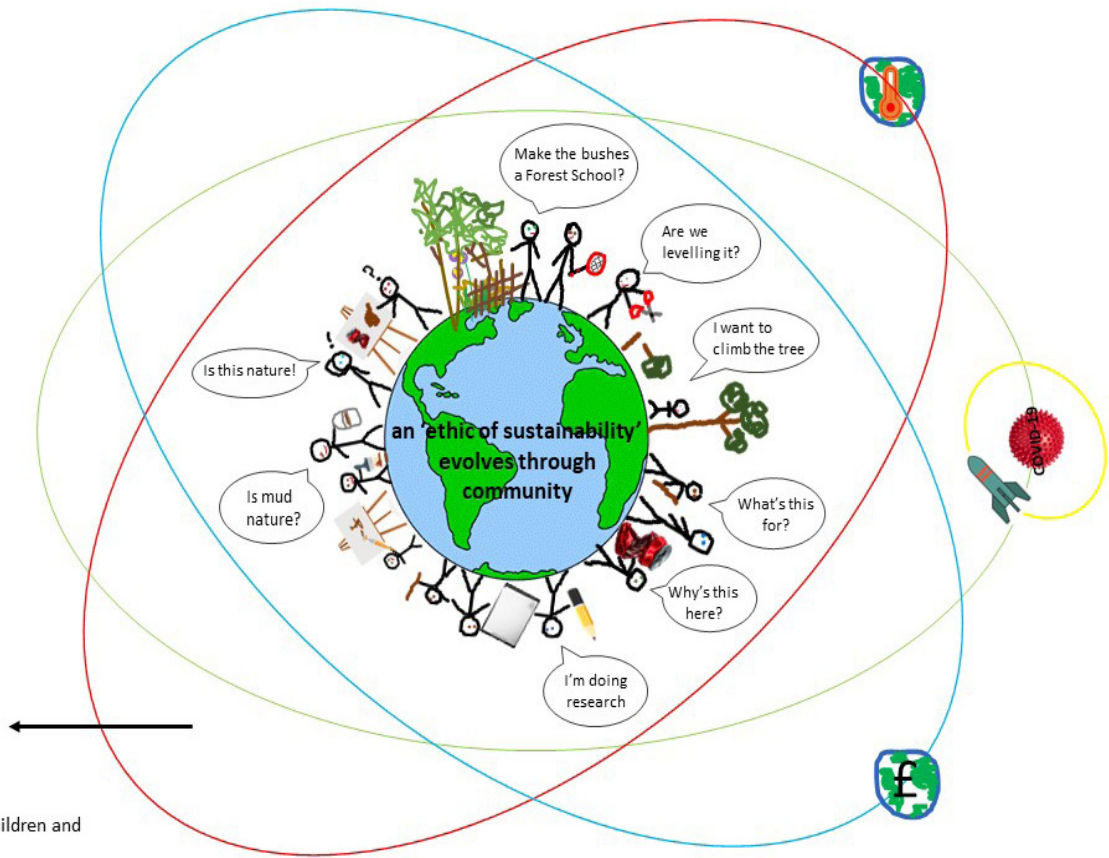 Make the bushes
a Forest School?
Are we
levelling it?
I want to
climb the tree
Is this nature!
COVID-19
an 'ethic of sustainability'
evolves through
community
Is mud
nature?
What's this
for?
Why's this
here?
I'm doing
research
£
ildren and